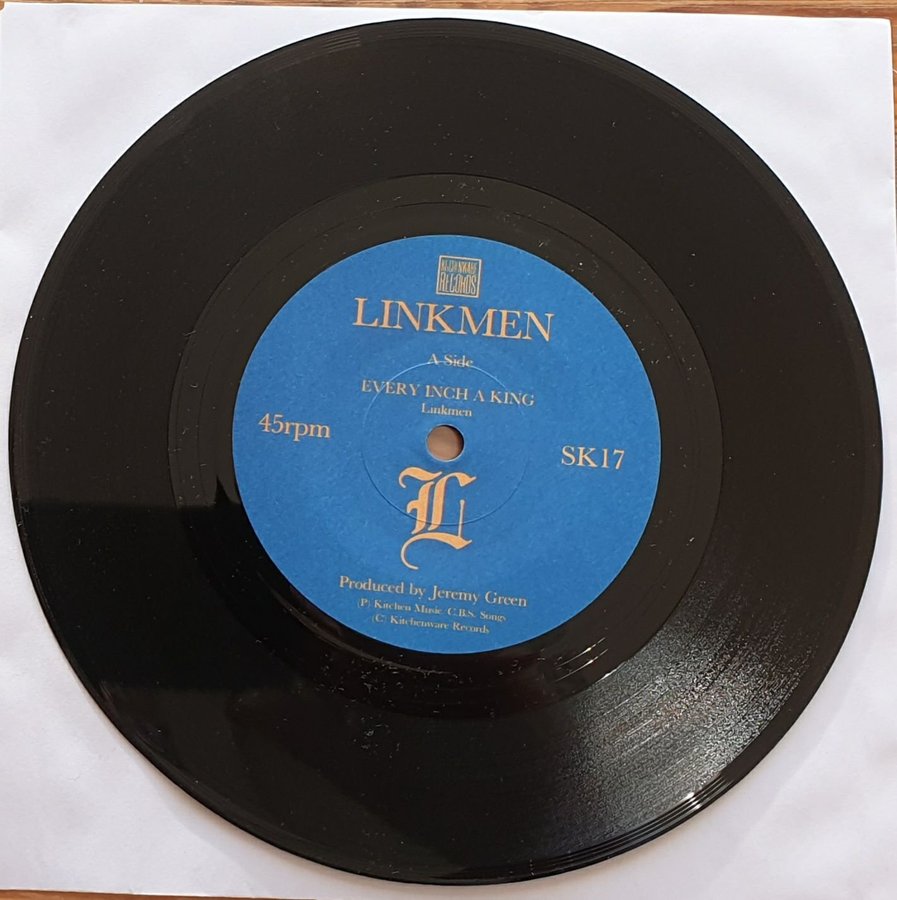 KITCHENWARE
RECORDS
LINKMEN
A Side
EVERY INCH A KING
Linkmen
45rpm
SK17
L
Produced by Jeremy Green
(P) Kitchen Music/C.B.S. Songs
(C) Kitchenware Records